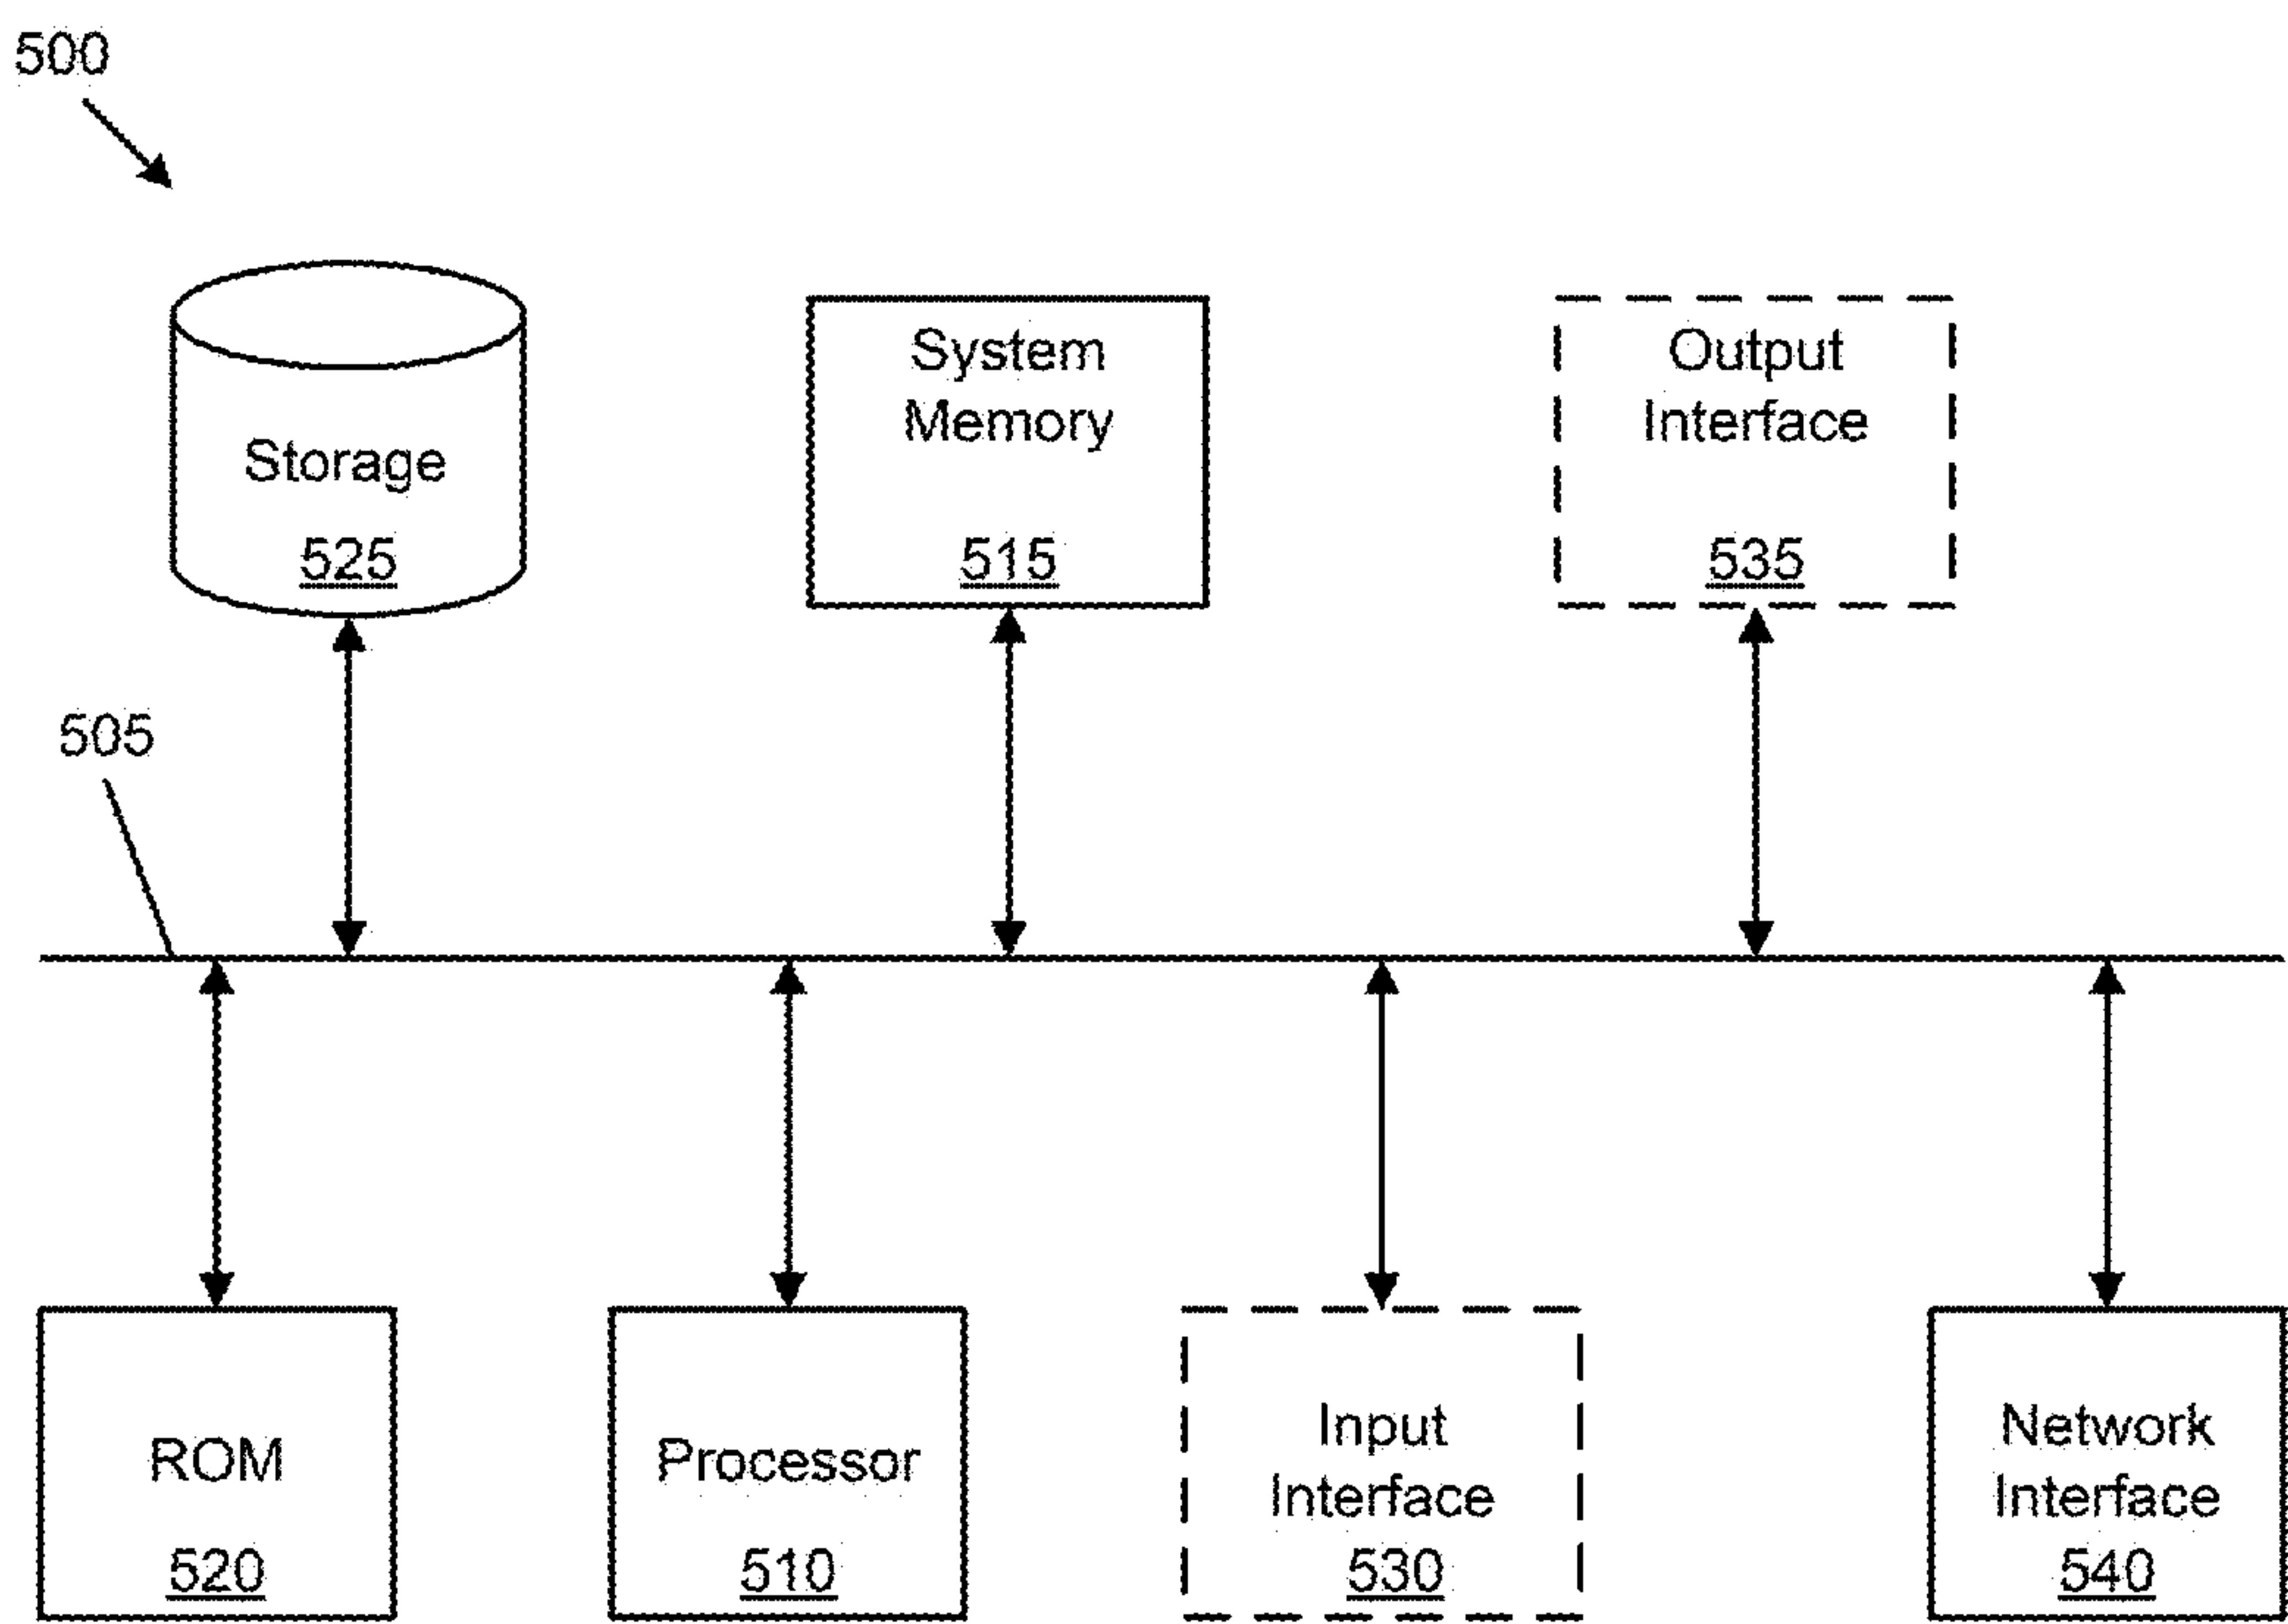 500
Storage
525
System
Memory
515
Output
Interface
535
505
ROM
520
Processor
510
Input
Interface
530
Network
Interface
540